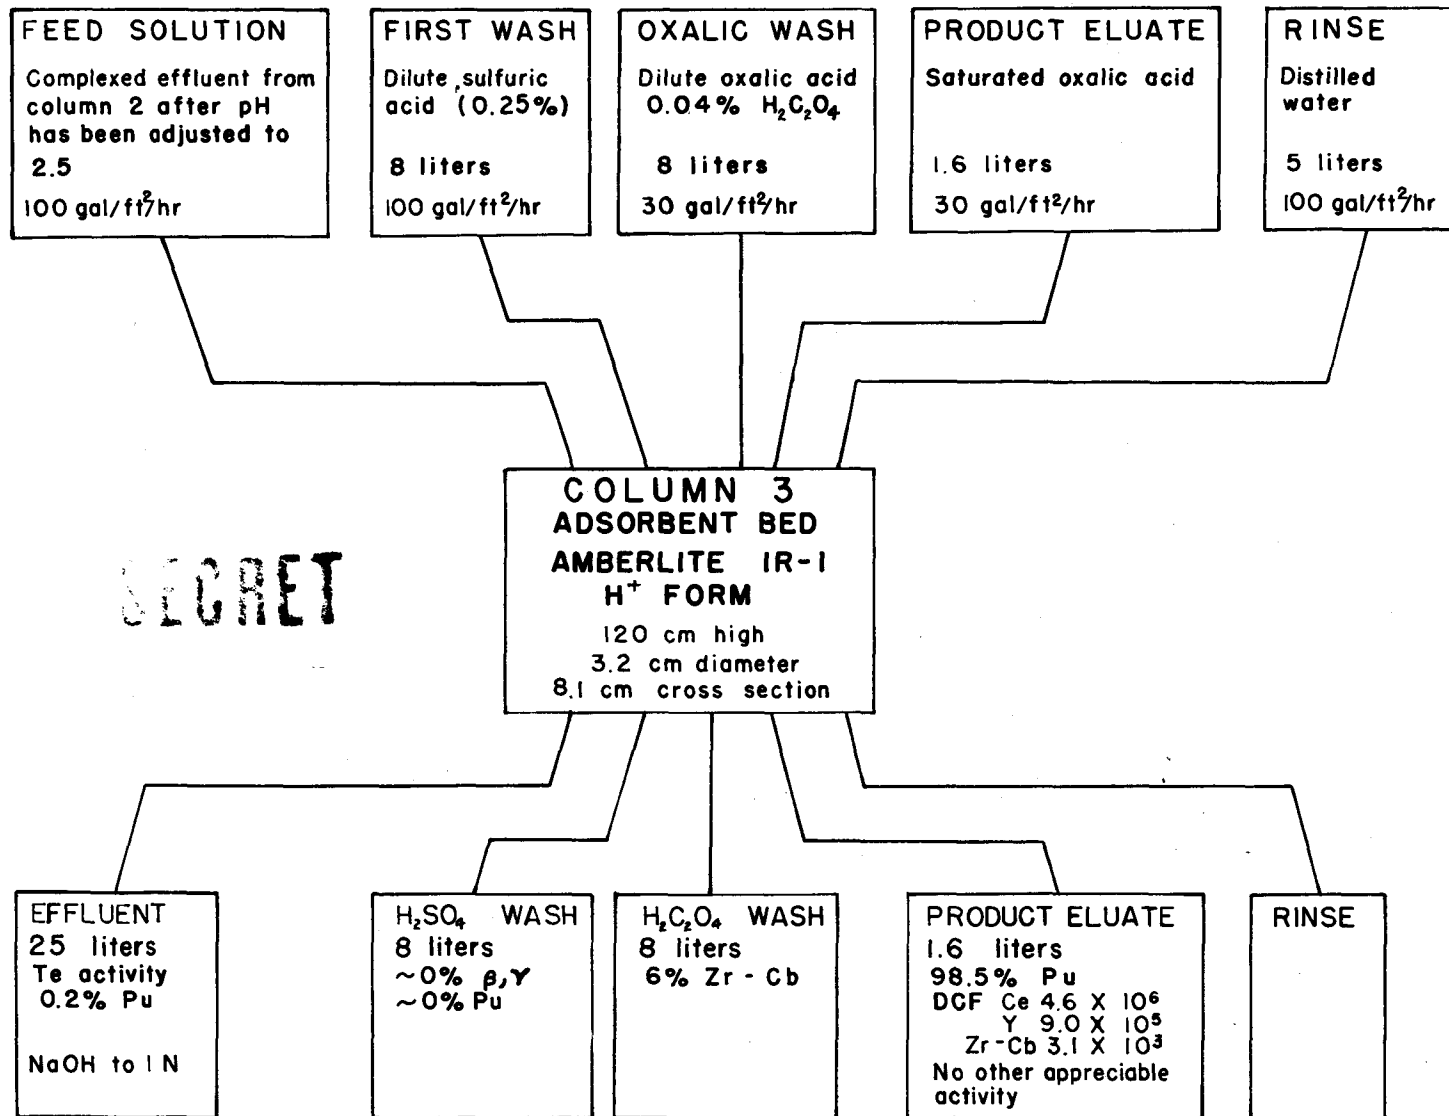 FEED SOLUTION
Complexed effluent from
column 2 after pH
has been adjusted to
2.5
100 gal/ft²/hr
FIRST WASH
Dilute sulfuric
acid (0.25%)
8 liters
100 gal/ft²/hr
OXALIC WASH
Dilute oxalic acid
0.04% H₂C₂O₄
8 liters
30 gal/ft²/hr
PRODUCT ELUATE
Saturated oxalic acid
1.6 liters
30 gal/ft²/hr
RINSE
Distilled
water
5 liters
100 gal/ft²/hr
COLUMN 3
ADSORBENT BED
AMBERLITE IR-1
H⁺ FORM
120 cm high
3.2 cm diameter
8.1 cm cross section
SECRET
EFFLUENT
25 liters
Te activity
0.2% Pu
NaOH to 1 N
H₂SO₄ WASH
8 liters
~0% β,γ
~0% Pu
H₂C₂O₄ WASH
8 liters
6% Zr - Cb
PRODUCT ELUATE
1.6 liters
98.5% Pu
DCF Ce 4.6 X 10⁶
Y 9.0 X 10⁵
Zr-Cb 3.1 X 10³
No other appreciable
activity
RINSE